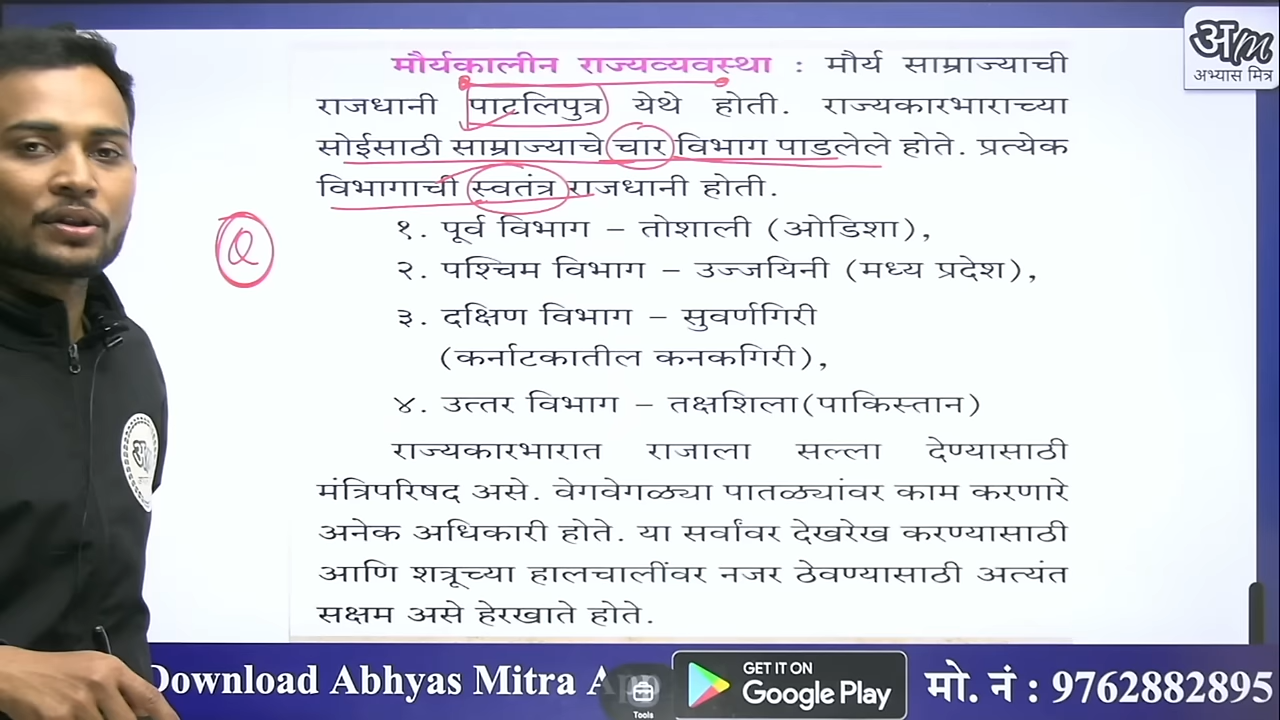 मौर्यकालीन राज्यव्यवस्था : मौर्य साम्राज्याची
राजधानी पाटलिपुत्र येथे होती. राज्यकारभाराच्या
सोईसाठी साम्राज्याचे चार विभाग पाडलेले होते. प्रत्येक
विभागाची स्वतंत्र राजधानी होती.
Q
१. पूर्व विभाग – तोशाली (ओडिशा),
२. पश्चिम विभाग – उज्जयिनी (मध्य प्रदेश),
३. दक्षिण विभाग – सुवर्णगिरी
(कर्नाटकातील कनकगिरी),
४. उत्तर विभाग – तक्षशिला(पाकिस्तान)
राज्यकारभारात राजाला सल्ला देण्यासाठी
मंत्रिपरिषद असे. वेगवेगळ्या पातळ्यांवर काम करणारे
अनेक अधिकारी होते. या सर्वांवर देखरेख करण्यासाठी
आणि शत्रूच्या हालचालींवर नजर ठेवण्यासाठी अत्यंत
सक्षम असे हेरखाते होते.
अm
अभ्यास मित्र
अm
Download Abhyas Mitra App
Tools
GET IT ON
Google Play
मो. नं : 9762882895